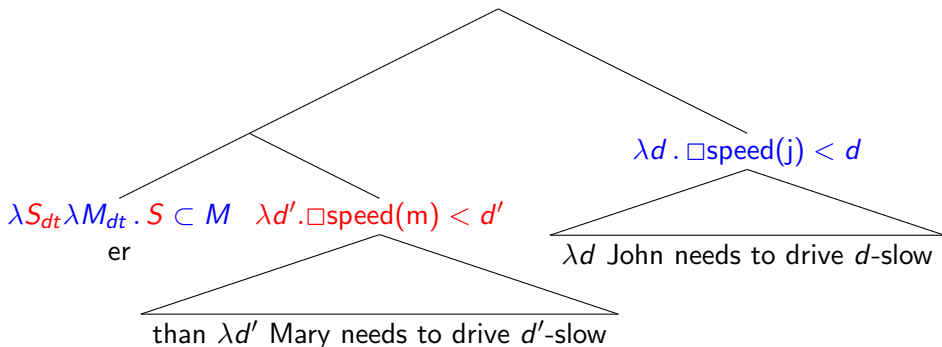 λd . □speed(j) < d
λS_dt λM_dt . S ⊂ M λd′.□speed(m) < d′
er
λd John needs to drive d-slow
than λd′ Mary needs to drive d′-slow